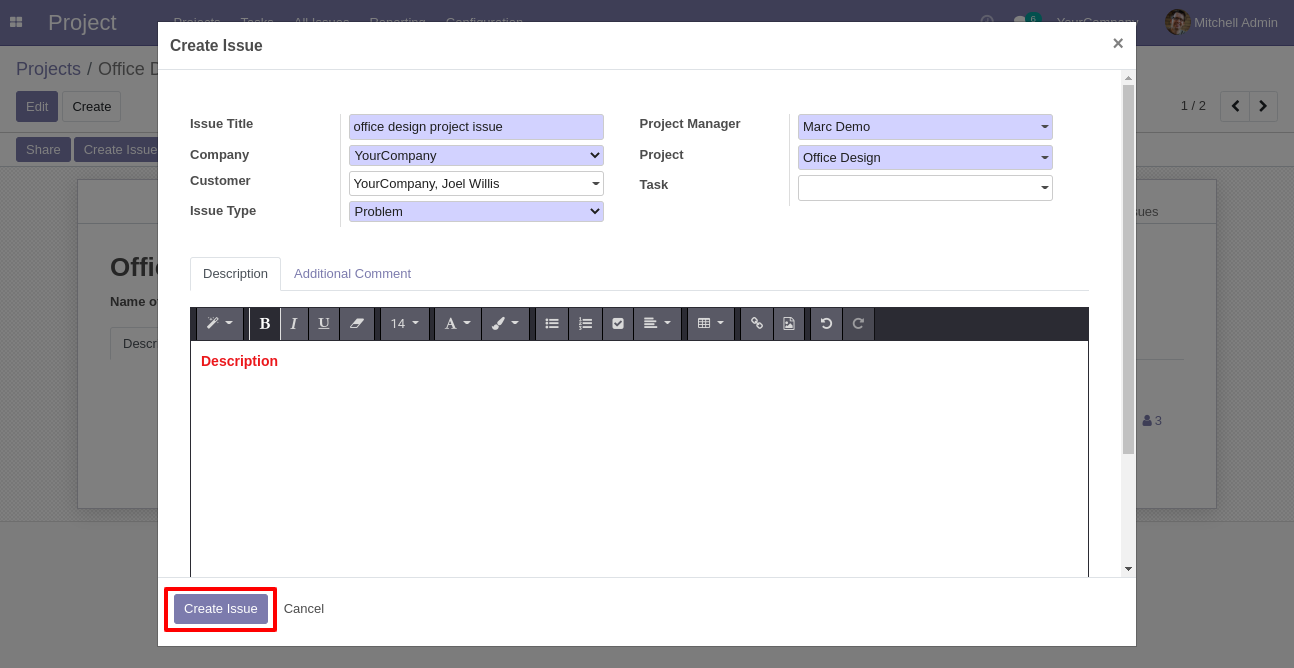 Project Projects Tasks All Issues Reporting Configuration 6 YourCompany Mitchell Admin
Create Issue ×
Projects / Office D
Edit Create 1 / 2
Share Create Issue
Issue Title office design project issue Project Manager Marc Demo
Company YourCompany Project Office Design
Customer YourCompany, Joel Willis Task
Issue Type Problem
sues
Offi
Name o
Descr
Description Additional Comment
B I U 14 A
Description
3
Create Issue Cancel